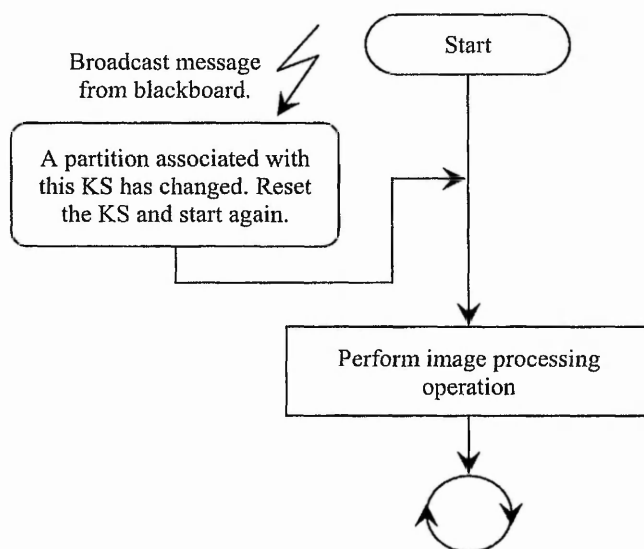 Broadcast message
from blackboard.
Start
A partition associated with
this KS has changed. Reset
the KS and start again.
Perform image processing
operation